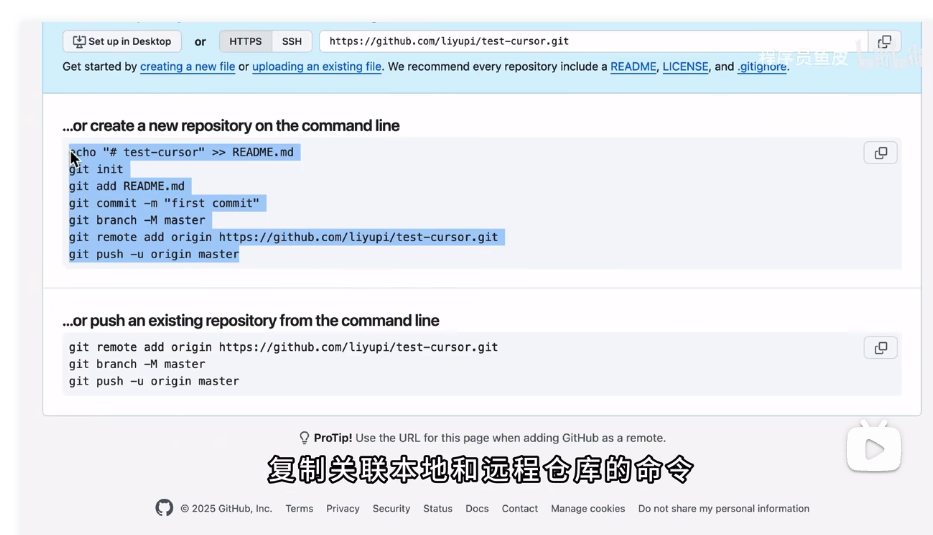 Set up in Desktop or HTTPS SSH https://github.com/liyupi/test-cursor.git
Get started by creating a new file or uploading an existing file. We recommend every repository include a README, LICENSE, and .gitignore.
程序员鱼皮
...or create a new repository on the command line
echo "# test-cursor" >> README.md
git init
git add README.md
git commit -m "first commit"
git branch -M master
git remote add origin https://github.com/liyupi/test-cursor.git
git push -u origin master
...or push an existing repository from the command line
git remote add origin https://github.com/liyupi/test-cursor.git
git branch -M master
git push -u origin master
ProTip! Use the URL for this page when adding GitHub as a remote.
复制关联本地和远程仓库的命令
© 2025 GitHub, Inc. Terms Privacy Security Status Docs Contact Manage cookies Do not share my personal information